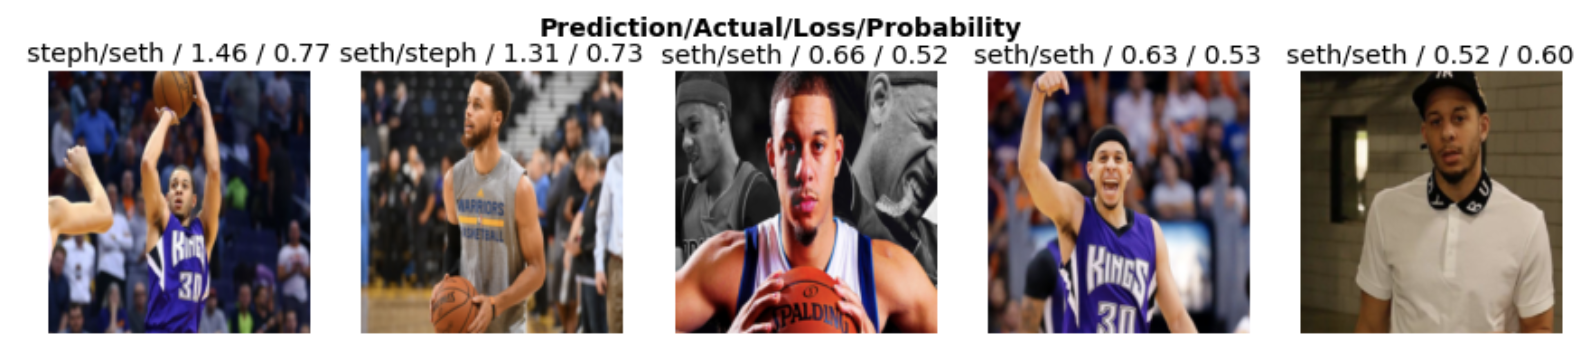 Prediction/Actual/Loss/Probability
steph/seth / 1.46 / 0.77
seth/steph / 1.31 / 0.73
seth/seth / 0.66 / 0.52
seth/seth / 0.63 / 0.53
seth/seth / 0.52 / 0.60
KINGS
30
WARRIORS
BASKETBALL
SPALDING
KINGS
30